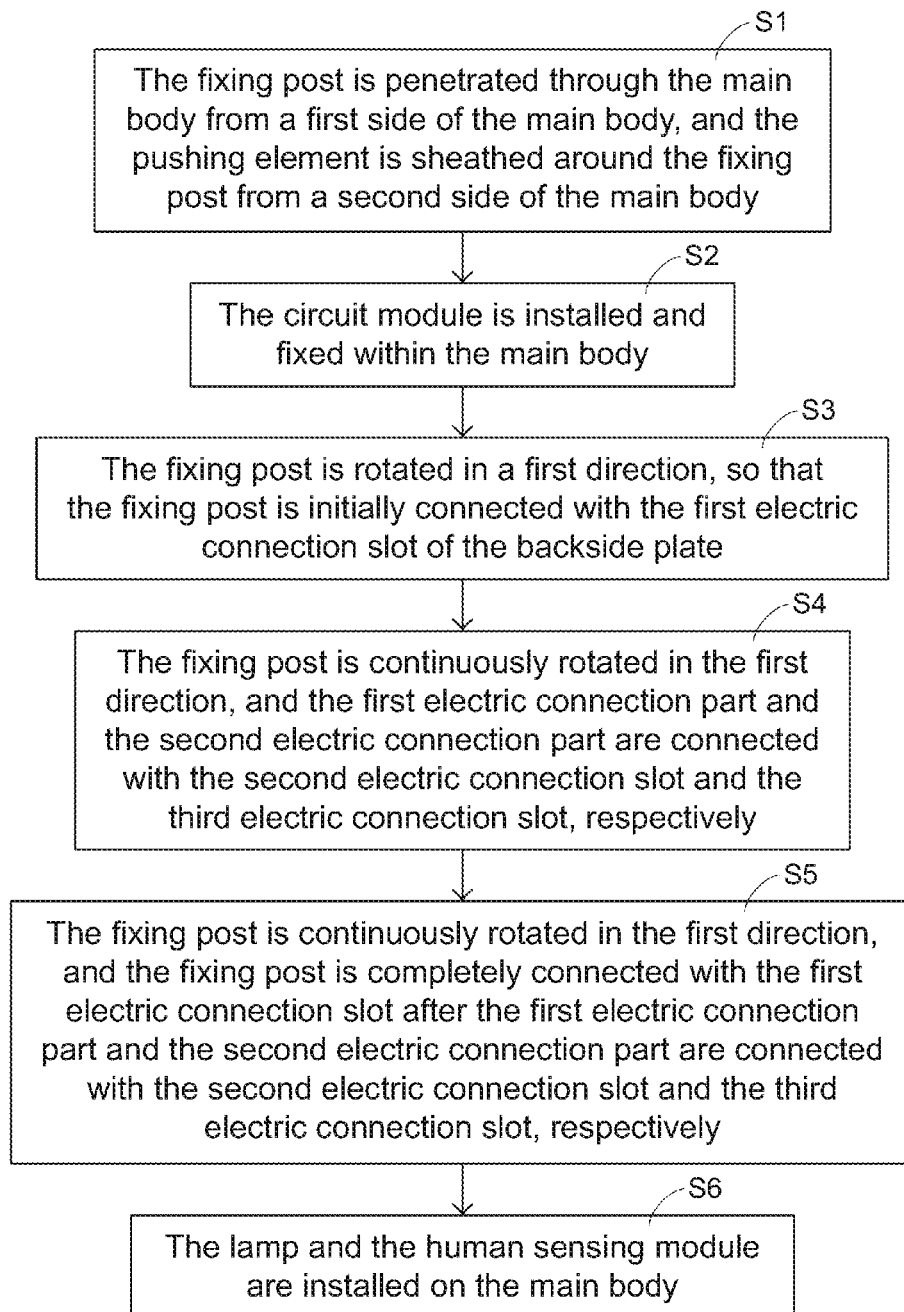 S1
The fixing post is penetrated through the main
body from a first side of the main body, and the
pushing element is sheathed around the fixing
post from a second side of the main body
S2
The circuit module is installed and
fixed within the main body
S3
The fixing post is rotated in a first direction, so that
the fixing post is initially connected with the first electric
connection slot of the backside plate
S4
The fixing post is continuously rotated in the first
direction, and the first electric connection part and
the second electric connection part are connected
with the second electric connection slot and the
third electric connection slot, respectively
S5
The fixing post is continuously rotated in the first direction,
and the fixing post is completely connected with the first
electric connection slot after the first electric connection
part and the second electric connection part are connected
with the second electric connection slot and the third
electric connection slot, respectively
S6
The lamp and the human sensing module
are installed on the main body